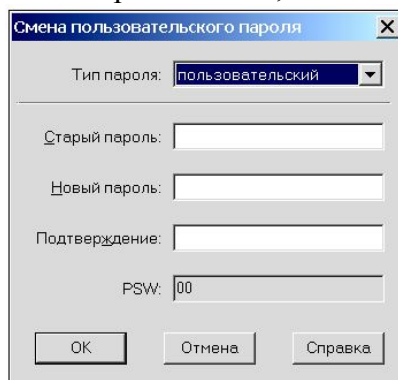 Смена пользовательского пароля
Тип пароля: пользовательский
Старый пароль:
Новый пароль:
Подтверждение:
PSW: 00
OK Отмена Справка